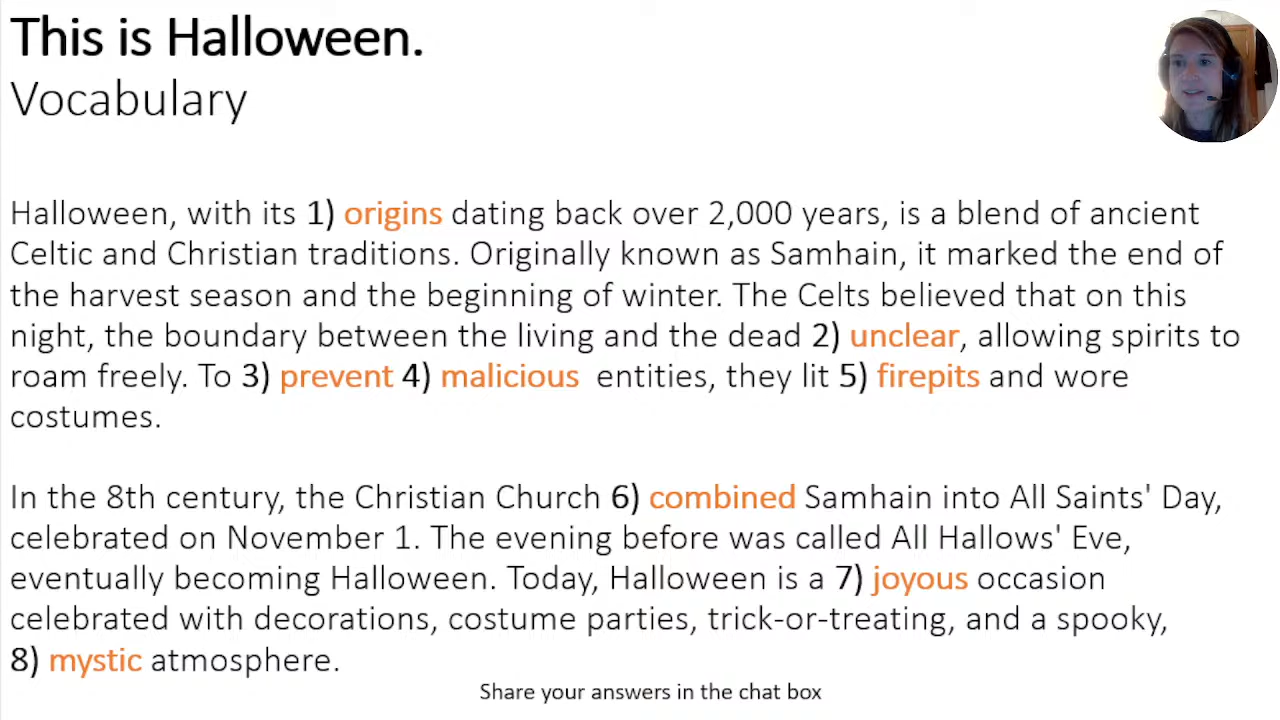 This is Halloween.
Vocabulary
Halloween, with its 1) origins dating back over 2,000 years, is a blend of ancient
Celtic and Christian traditions. Originally known as Samhain, it marked the end of
the harvest season and the beginning of winter. The Celts believed that on this
night, the boundary between the living and the dead 2) unclear, allowing spirits to
roam freely. To 3) prevent 4) malicious entities, they lit 5) firepits and wore
costumes.
In the 8th century, the Christian Church 6) combined Samhain into All Saints' Day,
celebrated on November 1. The evening before was called All Hallows' Eve,
eventually becoming Halloween. Today, Halloween is a 7) joyous occasion
celebrated with decorations, costume parties, trick-or-treating, and a spooky,
8) mystic atmosphere.
Share your answers in the chat box